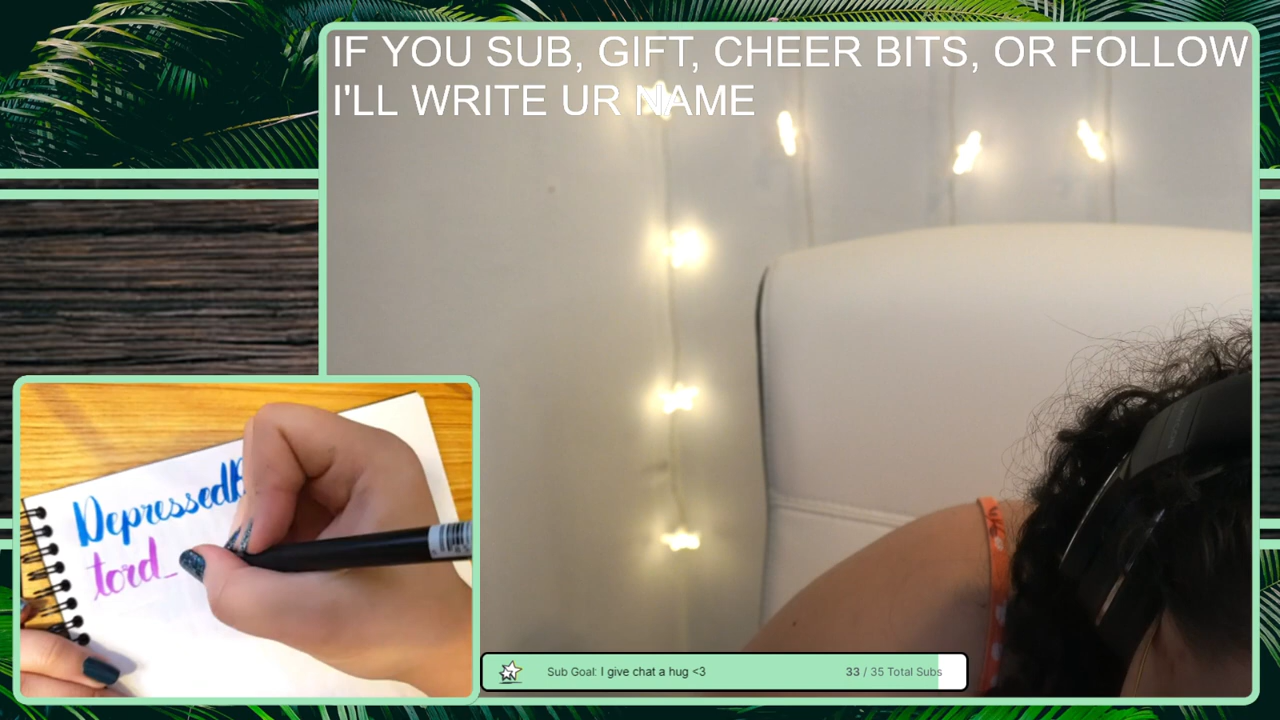 IF YOU SUB, GIFT, CHEER BITS, OR FOLLOW
I'LL WRITE UR NAME
Depressed
tord_
Sub Goal: I give chat a hug <3
33 / 35 Total Subs